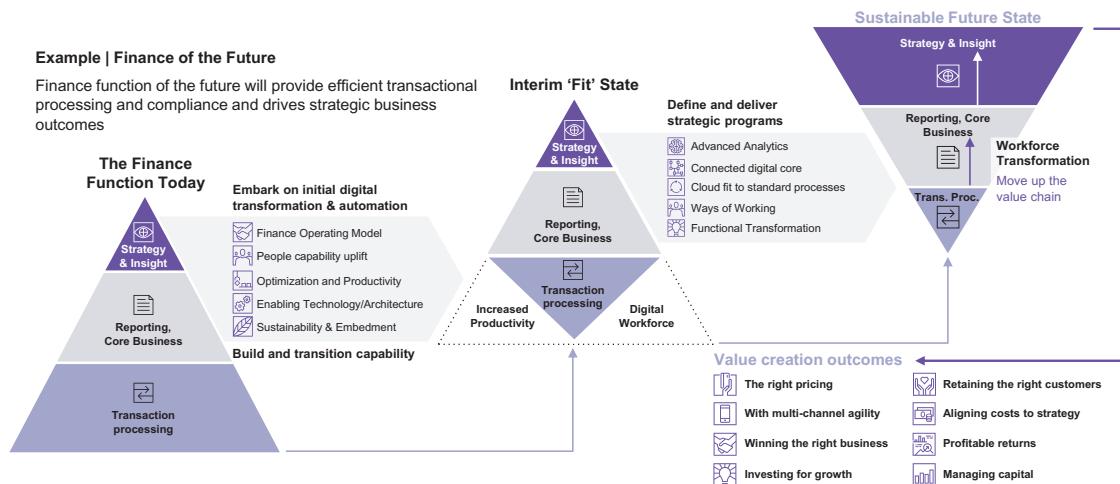 Example | Finance of the Future
Finance function of the future will provide efficient transactional
processing and compliance and drives strategic business
outcomes
The Finance
Function Today
Strategy
& Insight
Reporting,
Core Business
Transaction
processing
Embark on initial digital
transformation & automation
Finance Operating Model
People capability uplift
Optimization and Productivity
Enabling Technology/Architecture
Sustainability & Embedment
Build and transition capability
Interim ‘Fit’ State
Strategy
& Insight
Reporting,
Core Business
Transaction
processing
Increased
Productivity
Digital
Workforce
Define and deliver
strategic programs
Advanced Analytics
Connected digital core
Cloud fit to standard processes
Ways of Working
Functional Transformation
Sustainable Future State
Strategy & Insight
Reporting, Core
Business
Trans. Proc.
Workforce
Transformation
Move up the
value chain
Value creation outcomes
The right pricing
With multi-channel agility
Winning the right business
Investing for growth
Retaining the right customers
Aligning costs to strategy
Profitable returns
Managing capital